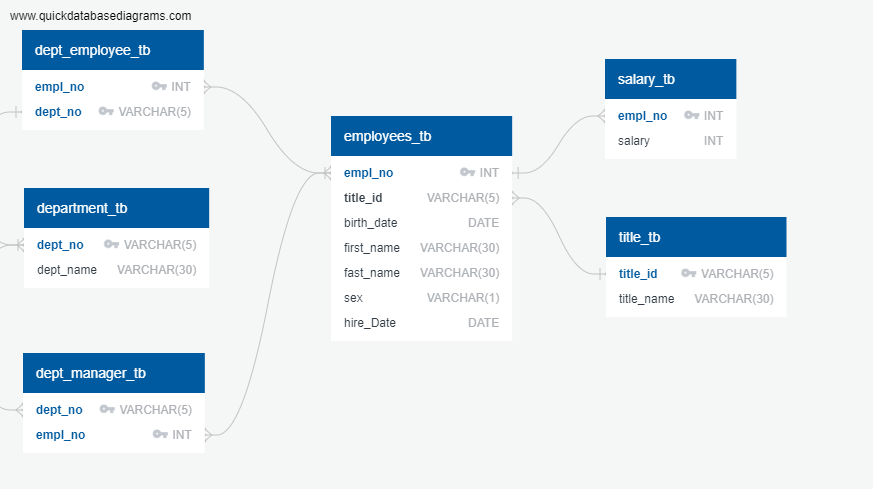 www.quickdatabasediagrams.com
dept_employee_tb
empl_no INT
dept_no VARCHAR(5)
department_tb
dept_no VARCHAR(5)
dept_name VARCHAR(30)
dept_manager_tb
dept_no VARCHAR(5)
empl_no INT
employees_tb
empl_no INT
title_id VARCHAR(5)
birth_date DATE
first_name VARCHAR(30)
fast_name VARCHAR(30)
sex VARCHAR(1)
hire_Date DATE
salary_tb
empl_no INT
salary INT
title_tb
title_id VARCHAR(5)
title_name VARCHAR(30)